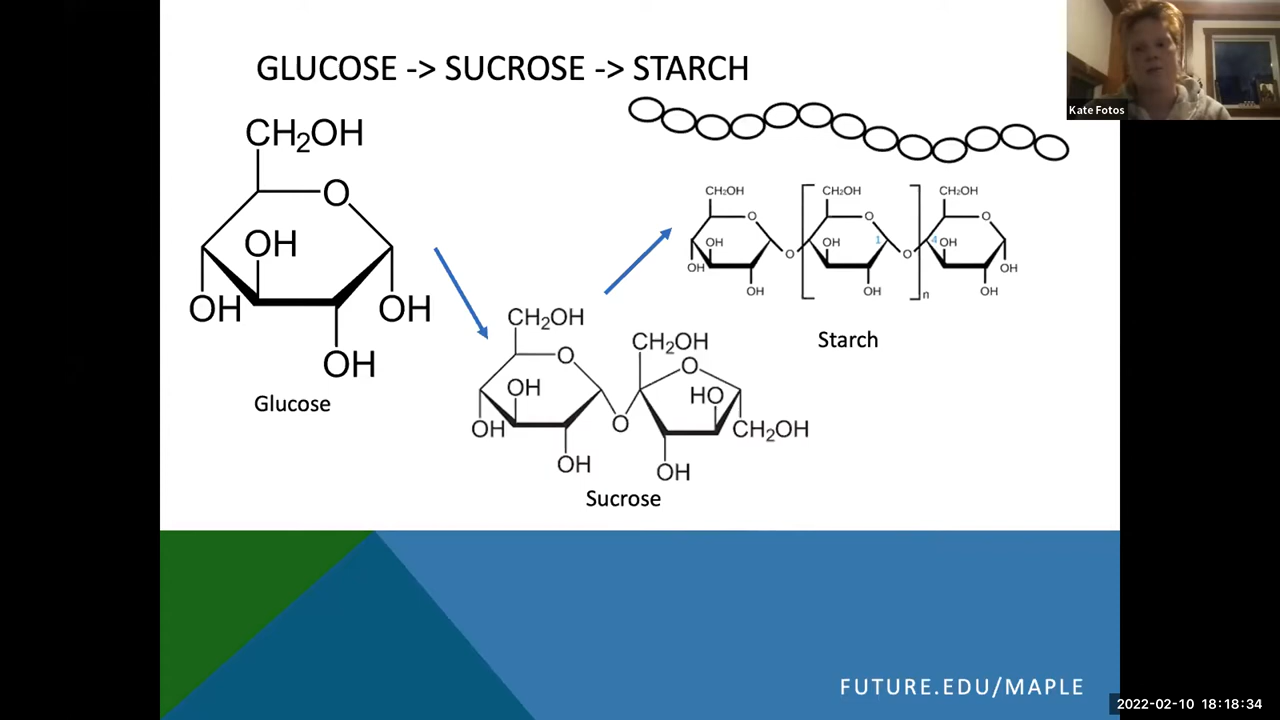 GLUCOSE -> SUCROSE -> STARCH
Kate Fotos
CH₂OH
O
OH
OH
OH
OH
Glucose
CH₂OH
O
OH
OH
OH
O
CH₂OH
O
HO
CH₂OH
OH
Sucrose
CH₂OH
O
OH
OH
OH
O
CH₂OH
O
OH
1
OH
O
n
CH₂OH
O
4
OH
OH
OH
Starch
FUTURE.EDU/MAPLE
2022-02-10 18:18:34